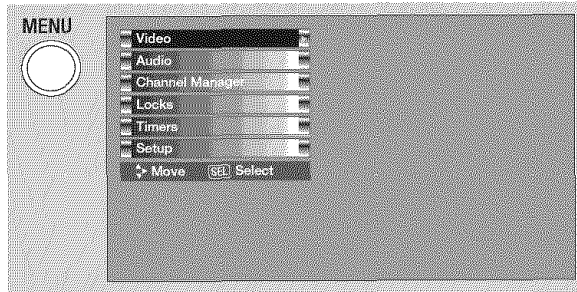 MENU
Video
Audio
Channel Manager
Locks
Timers
Setup
Move SEL Select